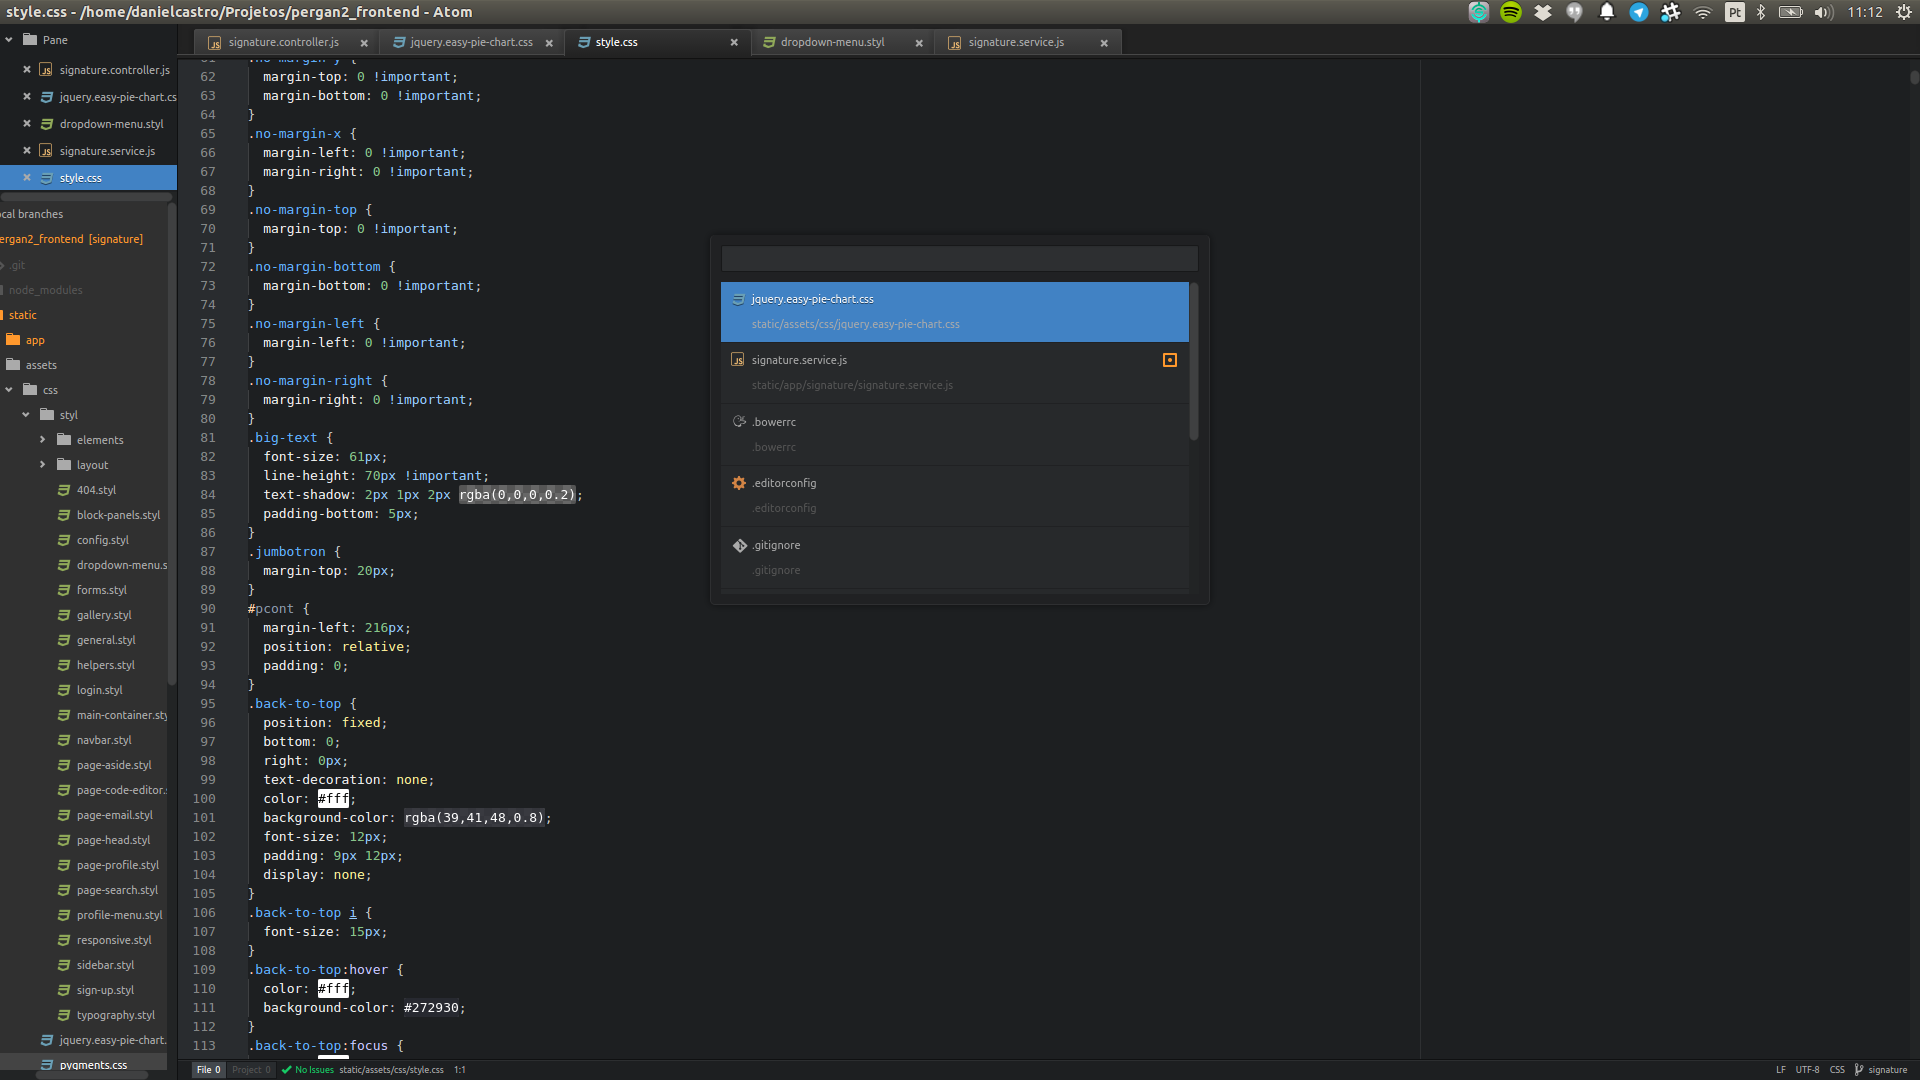 style.css - /home/danielcastro/Projetos/pergan2_frontend - Atom
Pt
11:12
Pane
signature.controller.js
jquery.easy-pie-chart.cs
dropdown-menu.styl
signature.service.js
style.css
ocal branches
ergan2_frontend [signature]
.git
node_modules
static
app
assets
css
styl
elements
layout
404.styl
block-panels.styl
config.styl
dropdown-menu.s
forms.styl
gallery.styl
general.styl
helpers.styl
login.styl
main-container.sty
navbar.styl
page-aside.styl
page-code-editor.s
page-email.styl
page-head.styl
page-profile.styl
page-search.styl
profile-menu.styl
responsive.styl
sidebar.styl
sign-up.styl
typography.styl
jquery.easy-pie-chart.
pygments.css
signature.controller.js
jquery.easy-pie-chart.css
style.css
dropdown-menu.styl
signature.service.js
61 .no-margin-y {
62 margin-top: 0 !important;
63 margin-bottom: 0 !important;
64 }
65 .no-margin-x {
66 margin-left: 0 !important;
67 margin-right: 0 !important;
68 }
69 .no-margin-top {
70 margin-top: 0 !important;
71 }
72 .no-margin-bottom {
73 margin-bottom: 0 !important;
74 }
75 .no-margin-left {
76 margin-left: 0 !important;
77 }
78 .no-margin-right {
79 margin-right: 0 !important;
80 }
81 .big-text {
82 font-size: 61px;
83 line-height: 70px !important;
84 text-shadow: 2px 1px 2px rgba(0,0,0,0.2);
85 padding-bottom: 5px;
86 }
87 .jumbotron {
88 margin-top: 20px;
89 }
90 #pcont {
91 margin-left: 216px;
92 position: relative;
93 padding: 0;
94 }
95 .back-to-top {
96 position: fixed;
97 bottom: 0;
98 right: 0px;
99 text-decoration: none;
100 color: #fff;
101 background-color: rgba(39,41,48,0.8);
102 font-size: 12px;
103 padding: 9px 12px;
104 display: none;
105 }
106 .back-to-top i {
107 font-size: 15px;
108 }
109 .back-to-top:hover {
110 color: #fff;
111 background-color: #272930;
112 }
113 .back-to-top:focus {
jquery.easy-pie-chart.css
static/assets/css/jquery.easy-pie-chart.css
signature.service.js
static/app/signature/signature.service.js
.bowerrc
.bowerrc
.editorconfig
.editorconfig
.gitignore
.gitignore
File 0 Project 0 No Issues static/assets/css/style.css 1:1
LF UTF-8 CSS signature